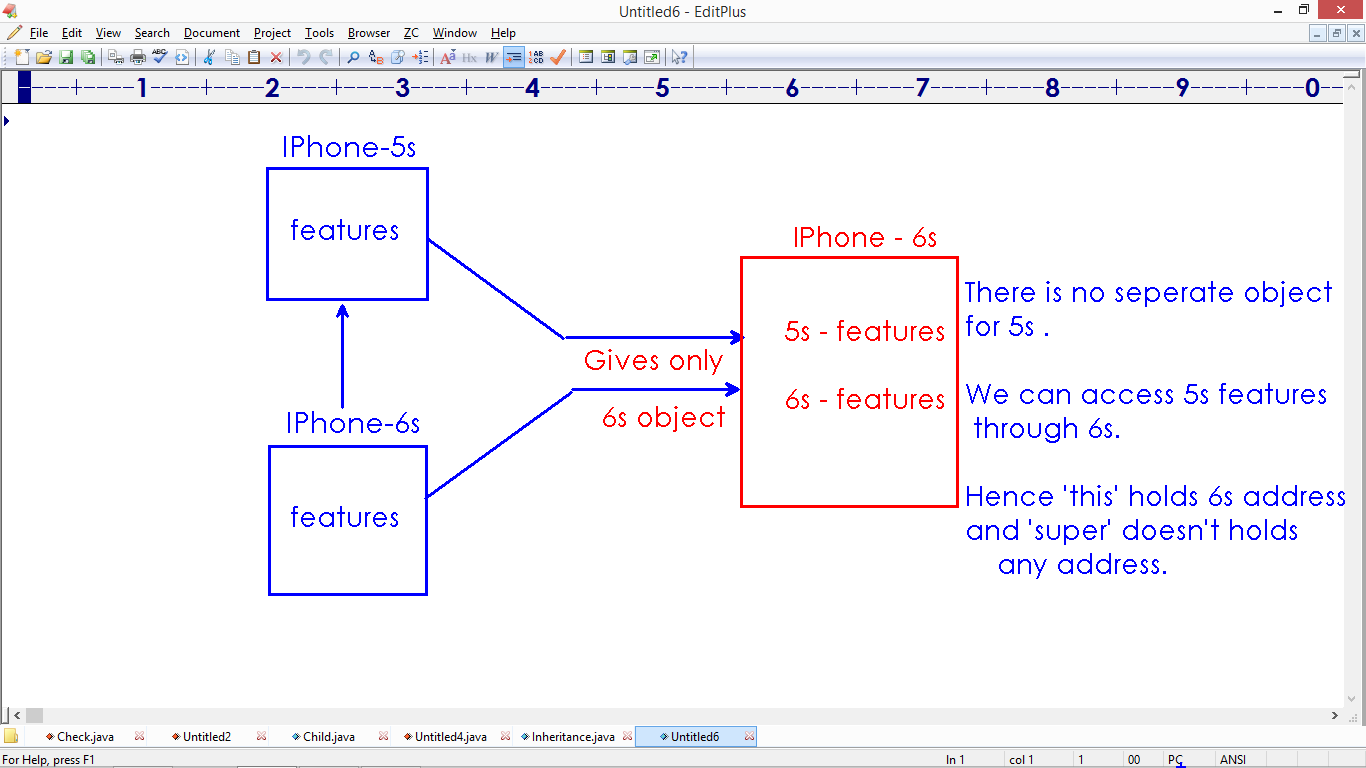 Untitled6 - EditPlus
File Edit View Search Document Project Tools Browser ZC Window Help
----+----1----+----2----+----3----+----4----+----5----+----6----+----7----+----8----+----9----+----0----
IPhone-5s
features
IPhone-6s
features
Gives only
6s object
IPhone - 6s
5s - features
6s - features
There is no seperate object
for 5s .
We can access 5s features
through 6s.
Hence 'this' holds 6s address
and 'super' doesn't holds
any address.
Check.java Untitled2 Child.java Untitled4.java Inheritance.java Untitled6
For Help, press F1 ln 1 col 1 1 00 PC ANSI